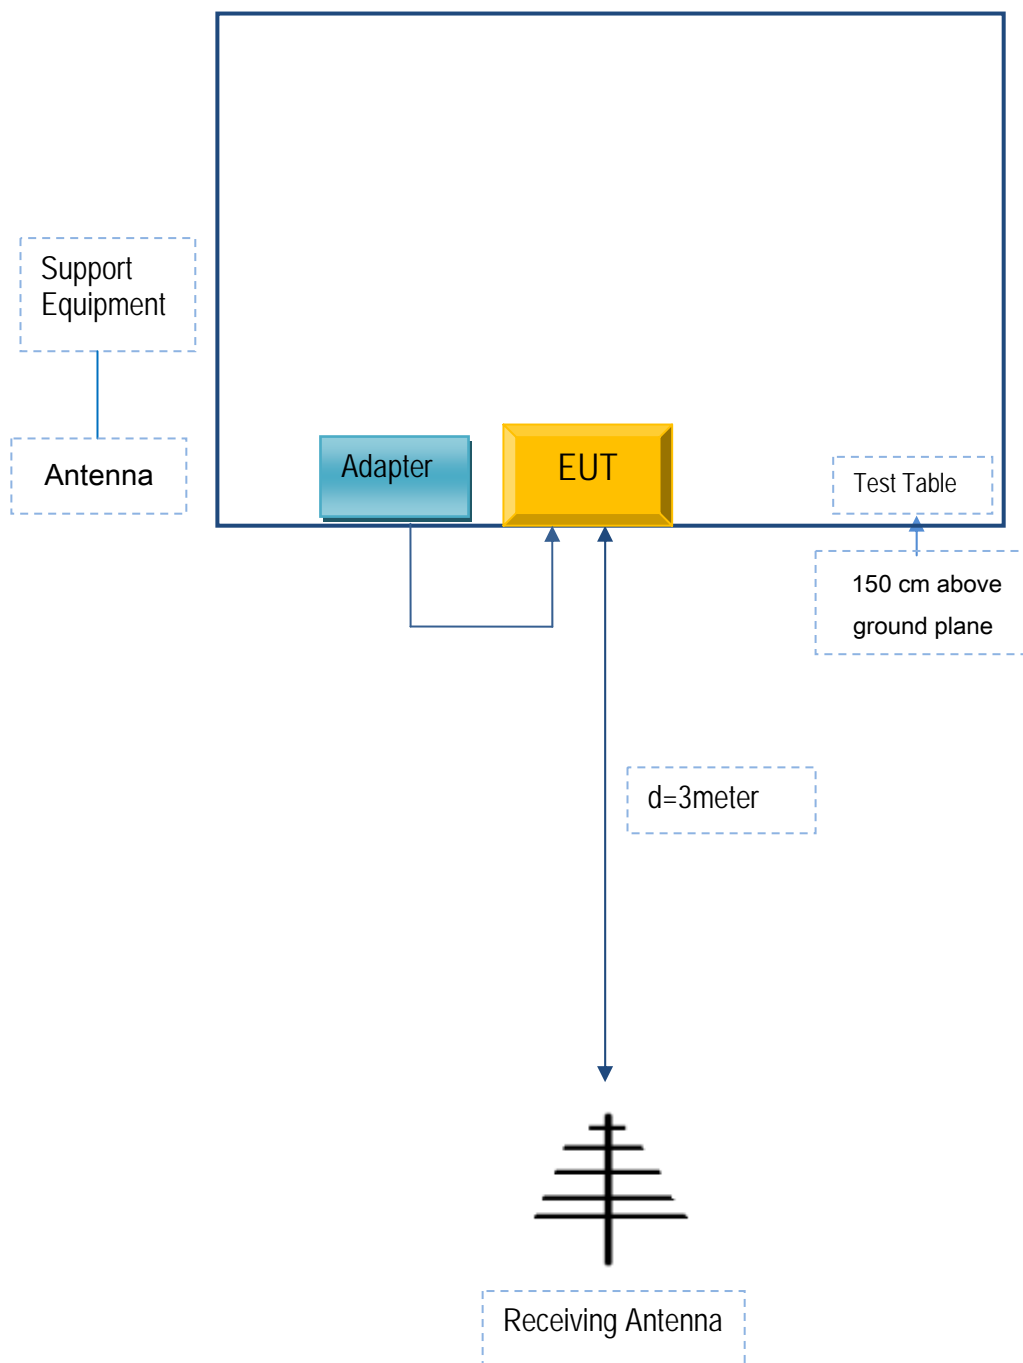 Support
Equipment
Antenna
Adapter
EUT
Test Table
150 cm above
ground plane
d=3meter
Receiving Antenna